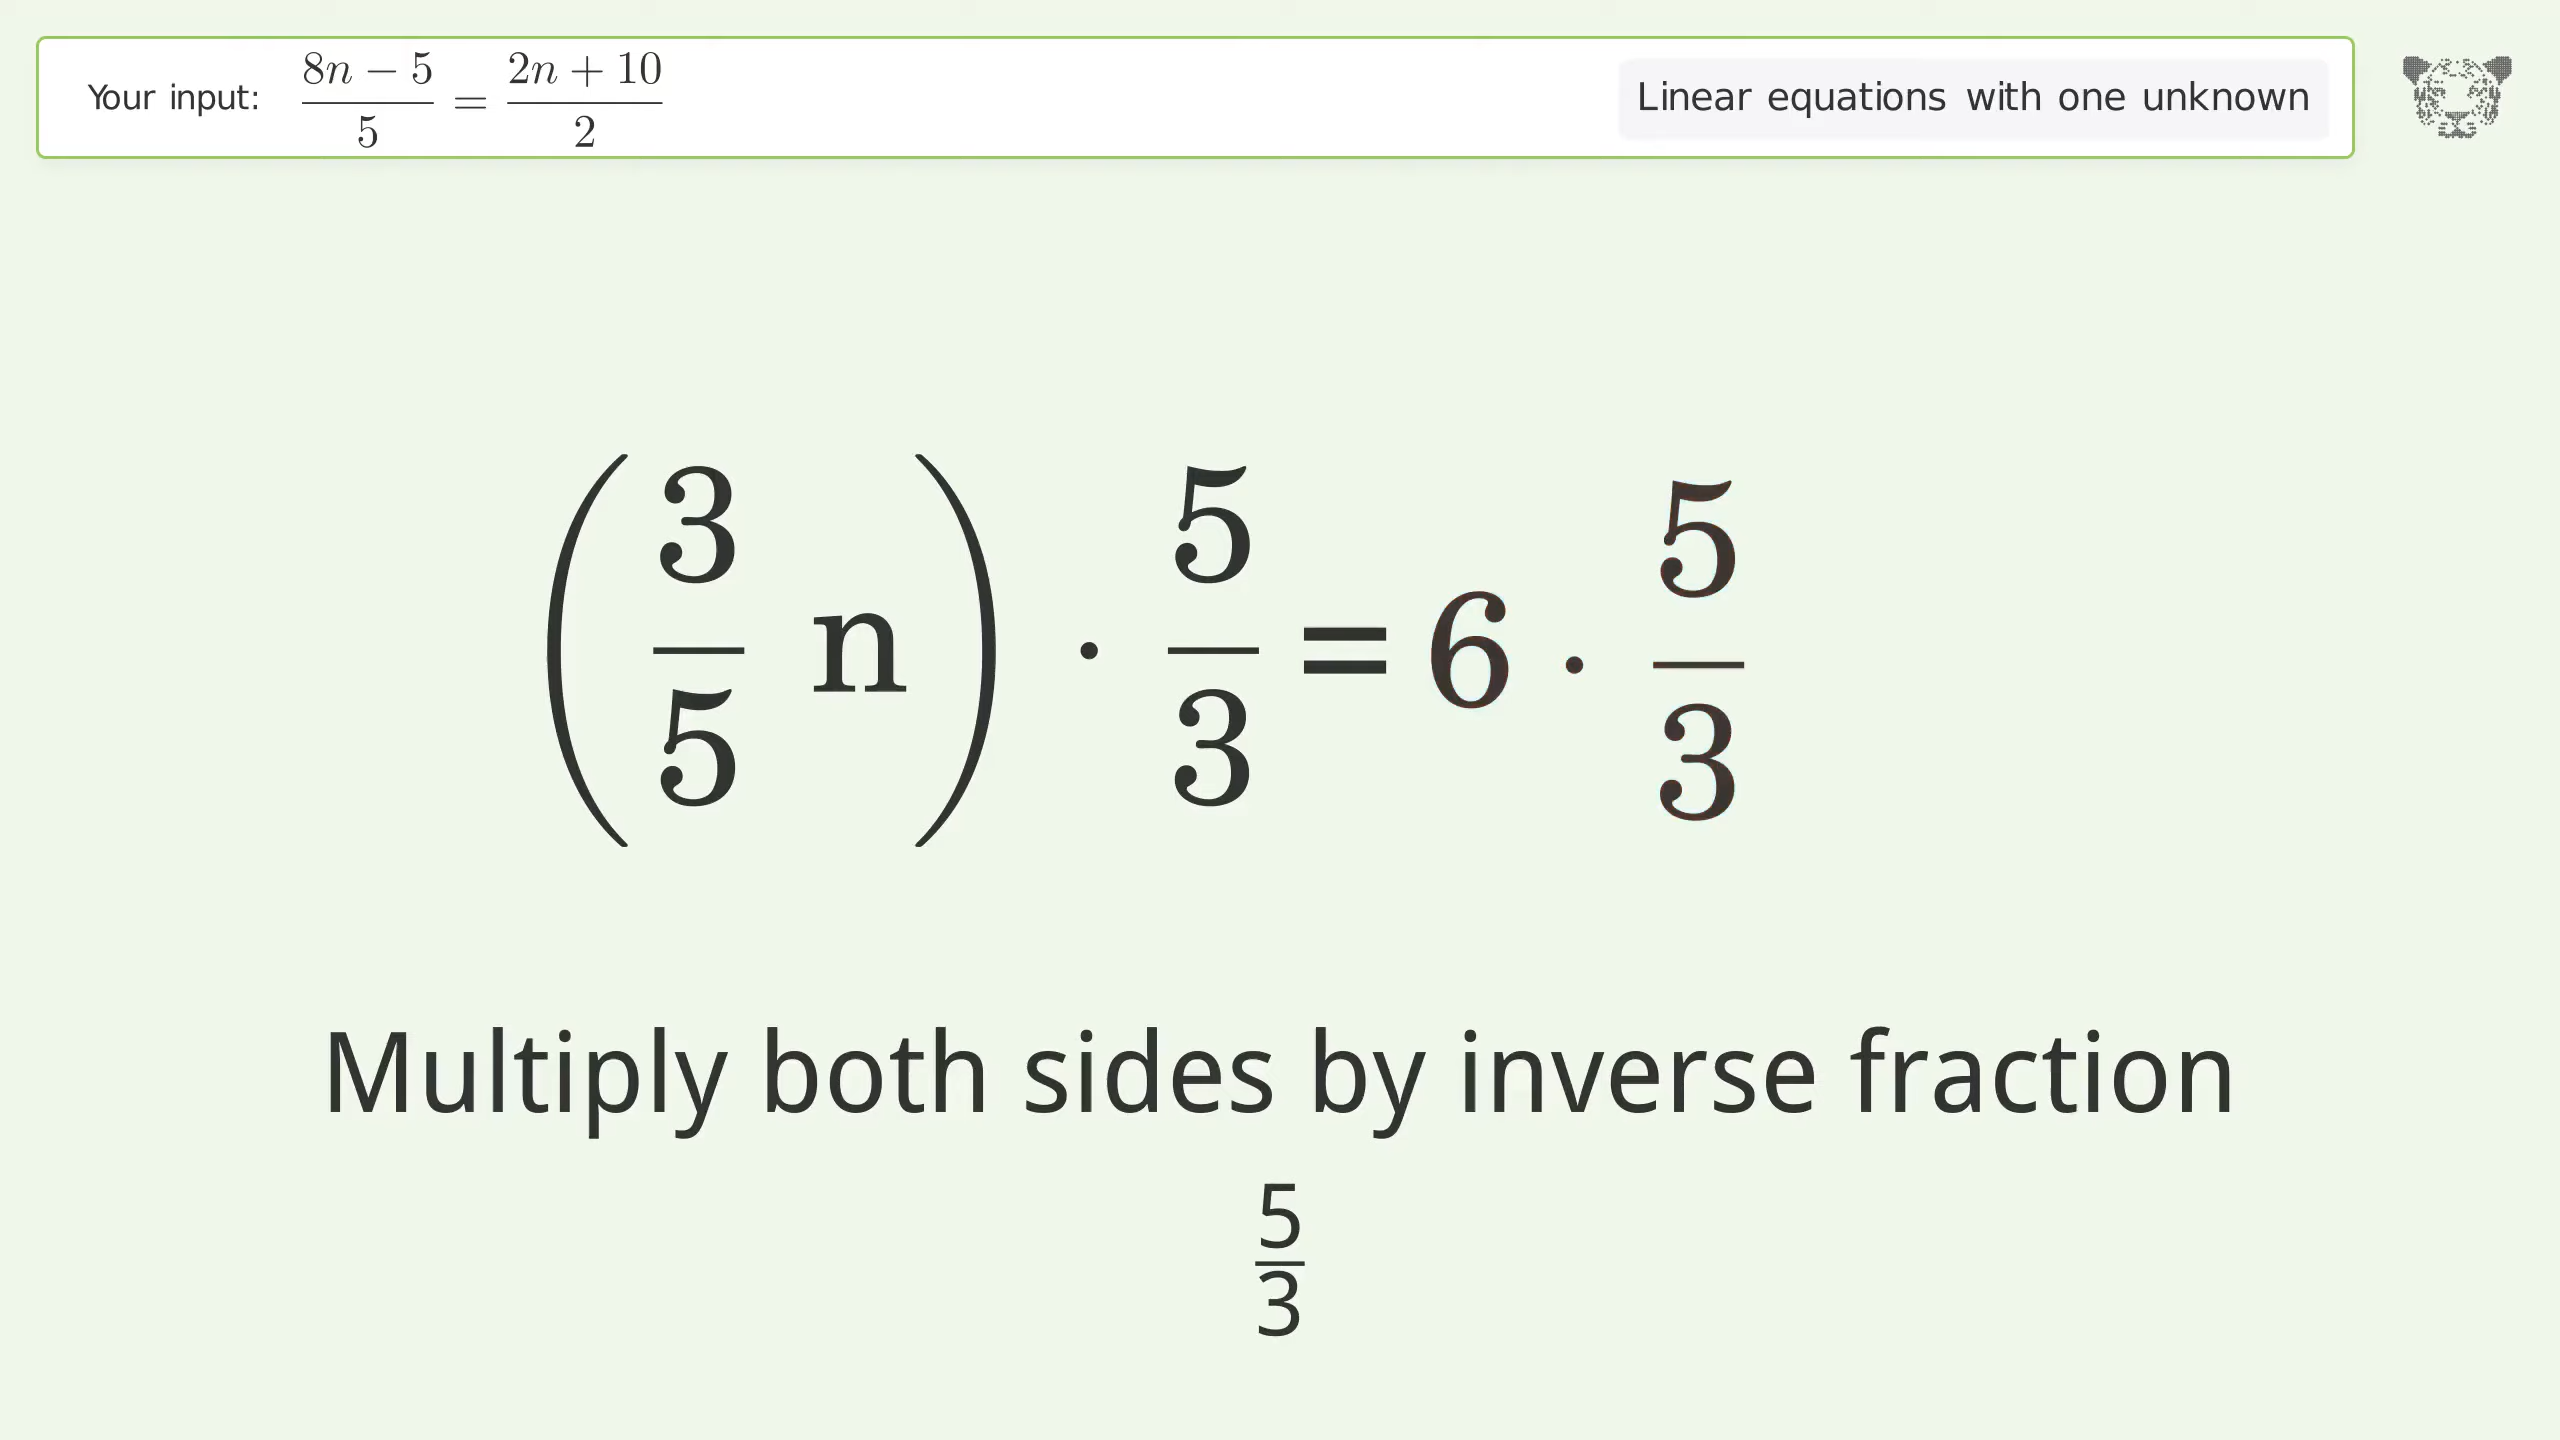 Your input: (8n − 5)/5 = (2n + 10)/2
Linear equations with one unknown
(3/5 n) · 5/3 = 6 · 5/3
Multiply both sides by inverse fraction
5/3